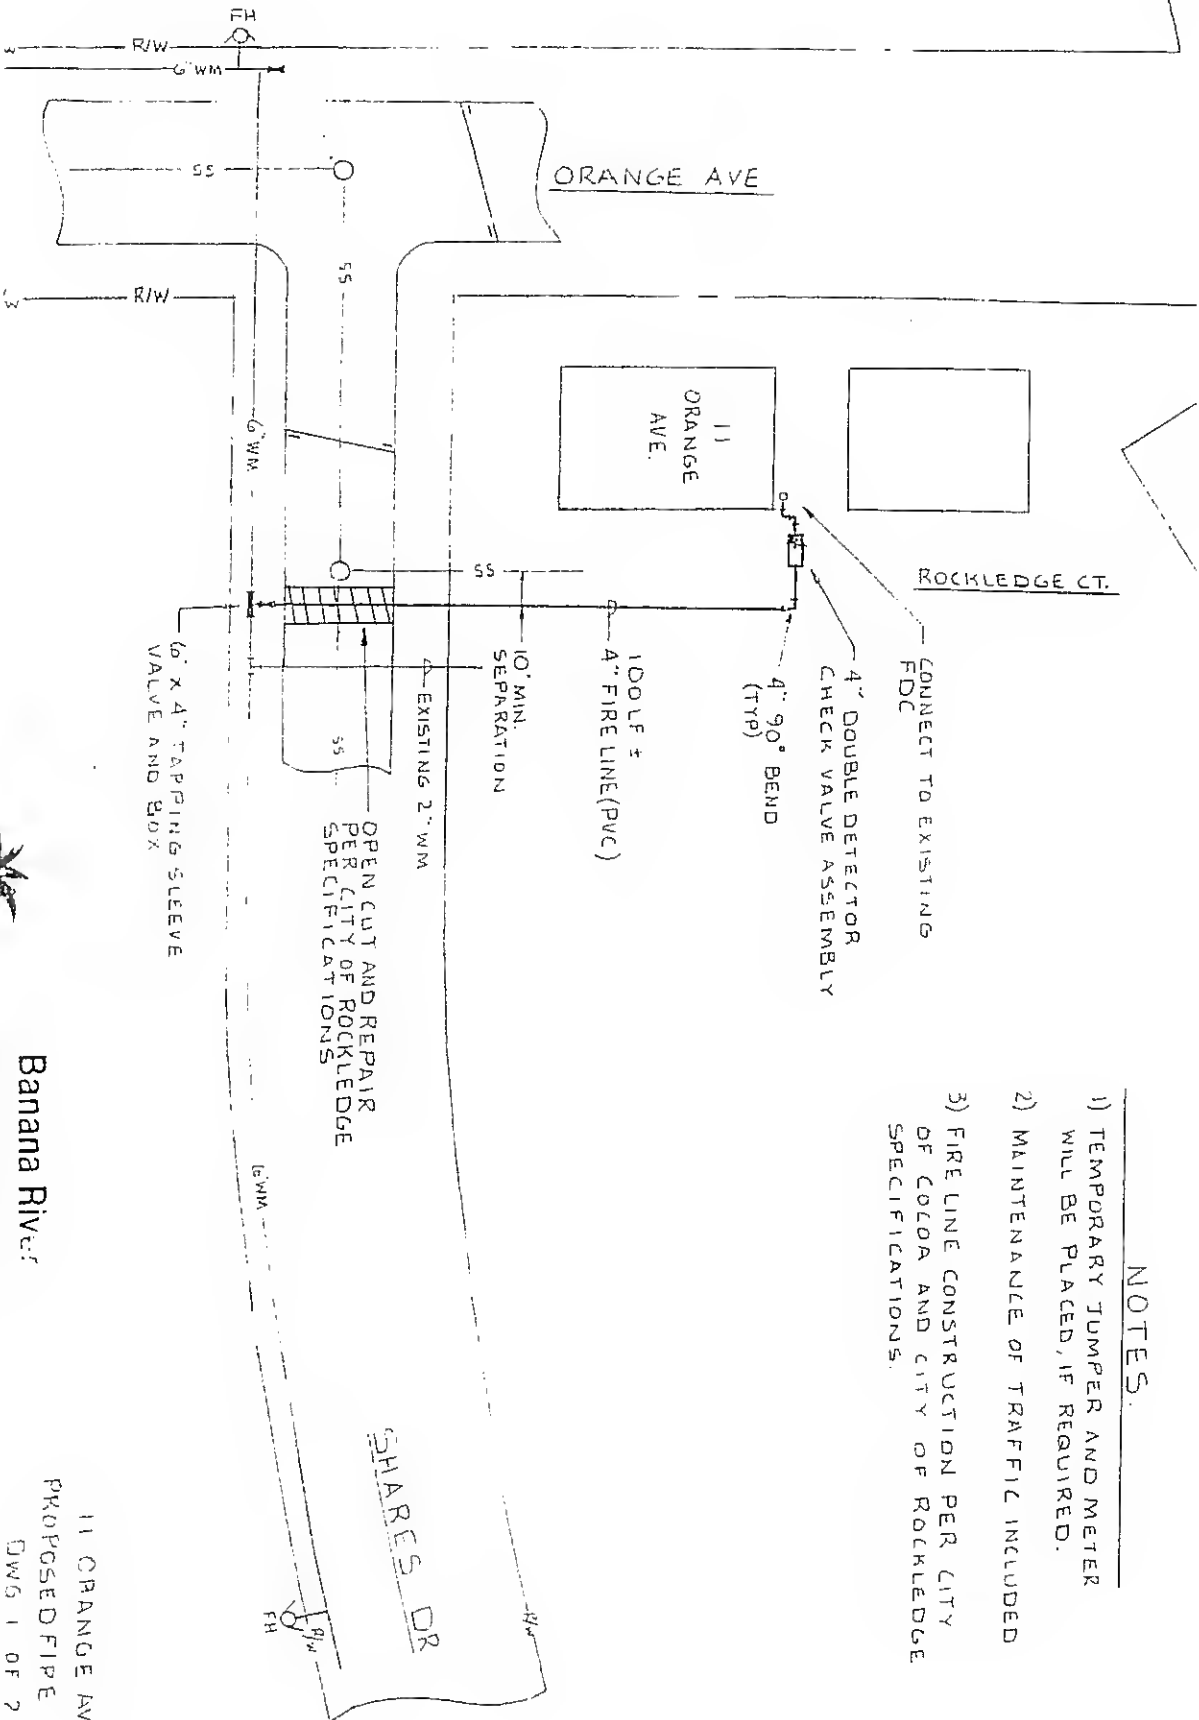 FH
R/W
6" WM
SS
ORANGE AVE
SS
R/W
6" WM
11
ORANGE
AVE.
ROCKLEDGE CT.
SS
CONNECT TO EXISTING
FDC
4" DOUBLE DETECTOR
CHECK VALVE ASSEMBLY
4" 90° BEND
(TYP)
100LF ±
4" FIRE LINE (PVC)
10' MIN.
SEPARATION
EXISTING 2" WM
SS
OPEN CUT AND REPAIR
PER CITY OF ROCKLEDGE
SPECIFICATIONS
6" X 4" TAPPING SLEEVE
VALVE AND BOX
NOTES.
1) TEMPORARY JUMPER AND METER
WILL BE PLACED, IF REQUIRED.
2) MAINTENANCE OF TRAFFIC INCLUDED
3) FIRE LINE CONSTRUCTION PER CITY
OF COCOA AND CITY OF ROCKLEDGE
SPECIFICATIONS.
6" WM
SHARES DR
R/W
R/W
FH
Banana River
11 ORANGE AV
PROPOSED FIRE
DWG 1 OF 2